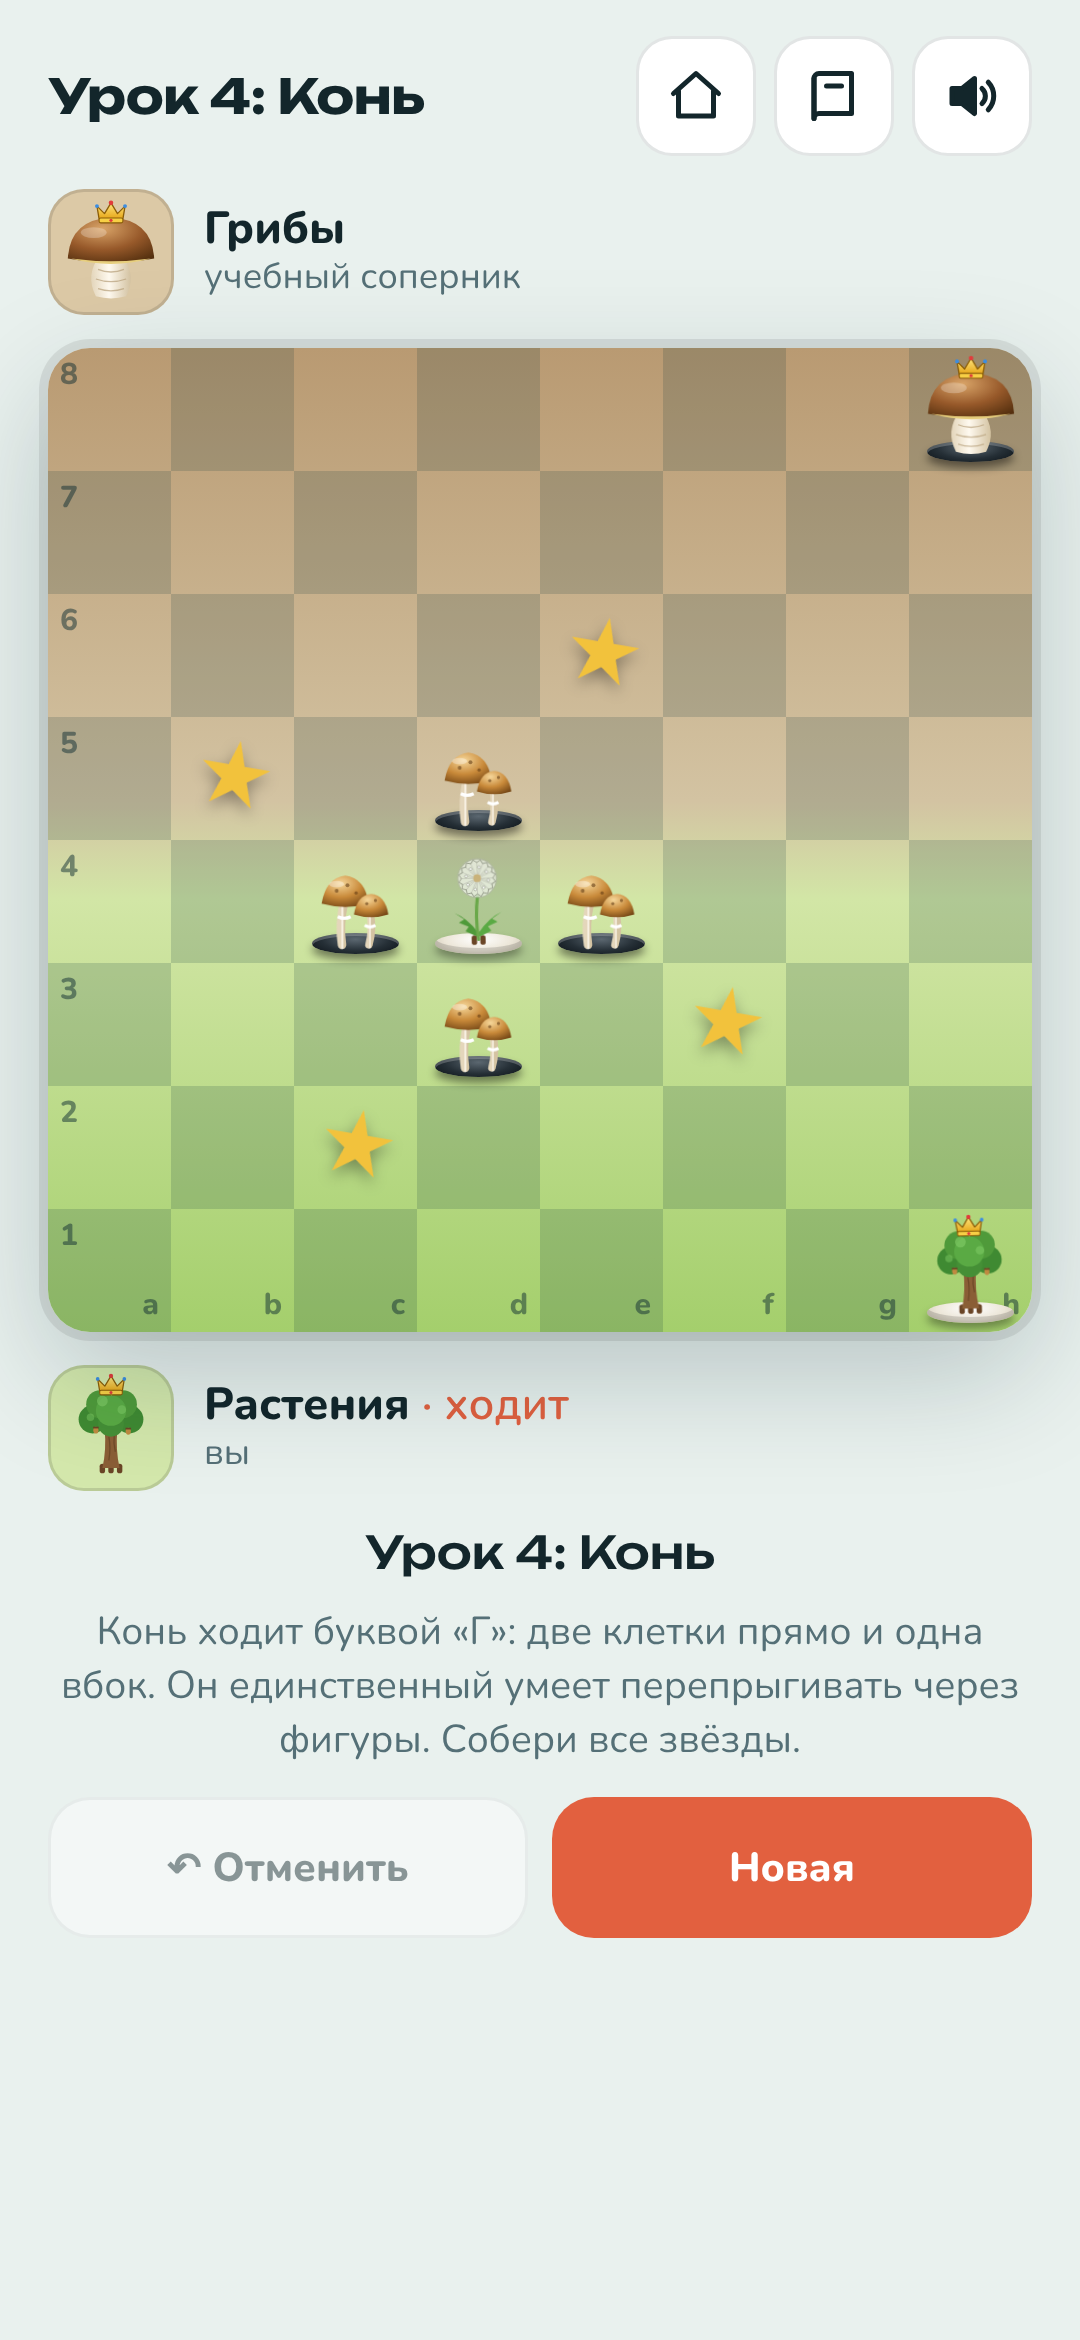 Урок 4: Конь
Грибы
учебный соперник
8
7
6
5
4
3
2
1
a b c d e f g h
Растения · ходит
вы
Урок 4: Конь
Конь ходит буквой «Г»: две клетки прямо и одна
вбок. Он единственный умеет перепрыгивать через
фигуры. Собери все звёзды.
↶ Отменить
Новая